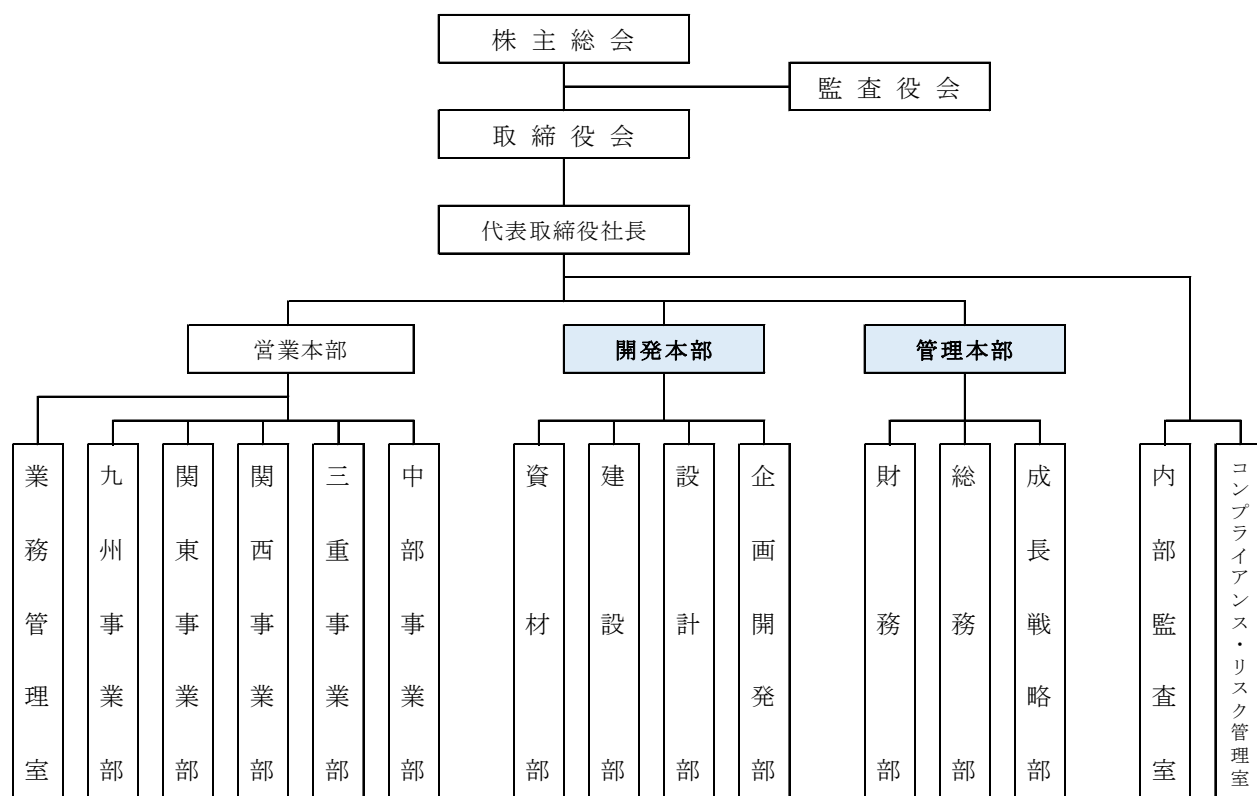 株主総会
監査役会
取締役会
代表取締役社長
営業本部
開発本部
管理本部
業務管理室
九州事業部
関東事業部
関西事業部
三重事業部
中部事業部
資材部
建設部
設計部
企画開発部
財務部
総務部
成長戦略部
内部監査室
コンプライアンス・リスク管理室